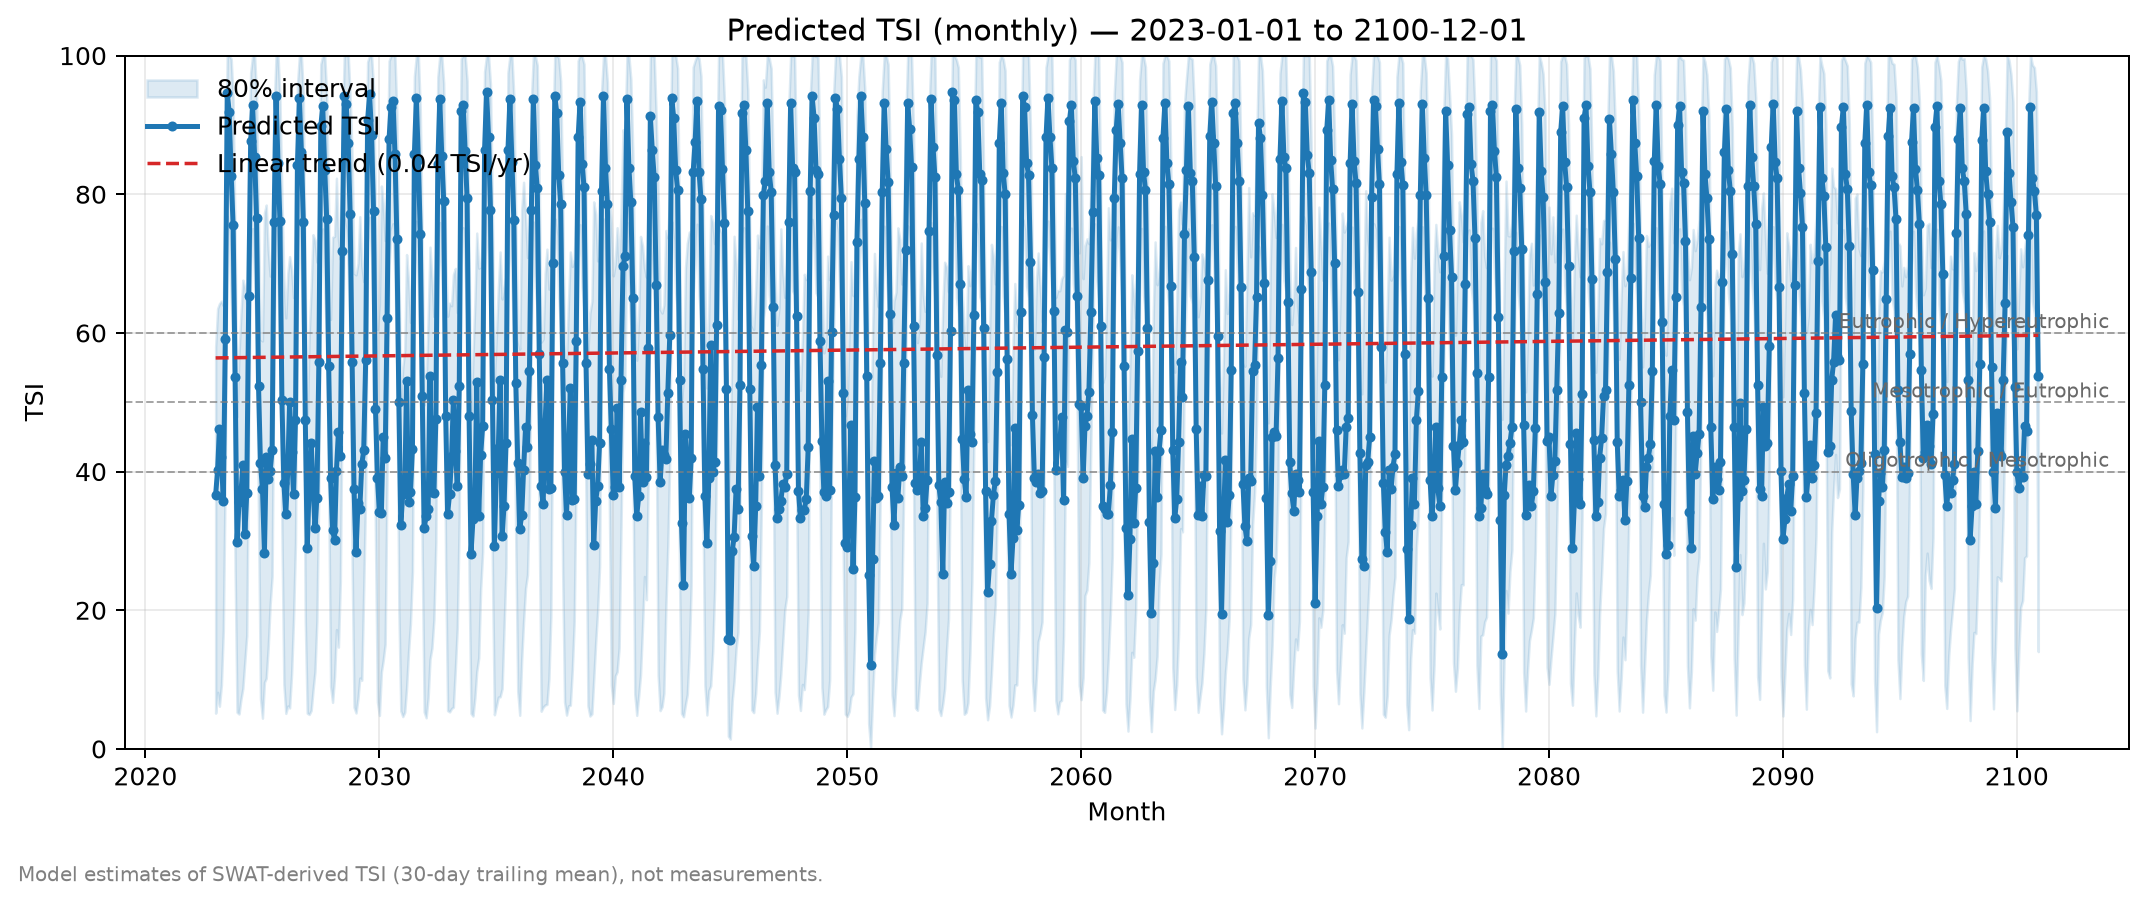 Predicted TSI (monthly) — 2023-01-01 to 2100-12-01
100
80
60
40
20
0
TSI
80% interval
Predicted TSI
Linear trend (0.04 TSI/yr)
Eutrophic / Hypereutrophic
Mesotrophic / Eutrophic
Oligotrophic / Mesotrophic
2020 2030 2040 2050 2060 2070 2080 2090 2100
Month
Model estimates of SWAT-derived TSI (30-day trailing mean), not measurements.